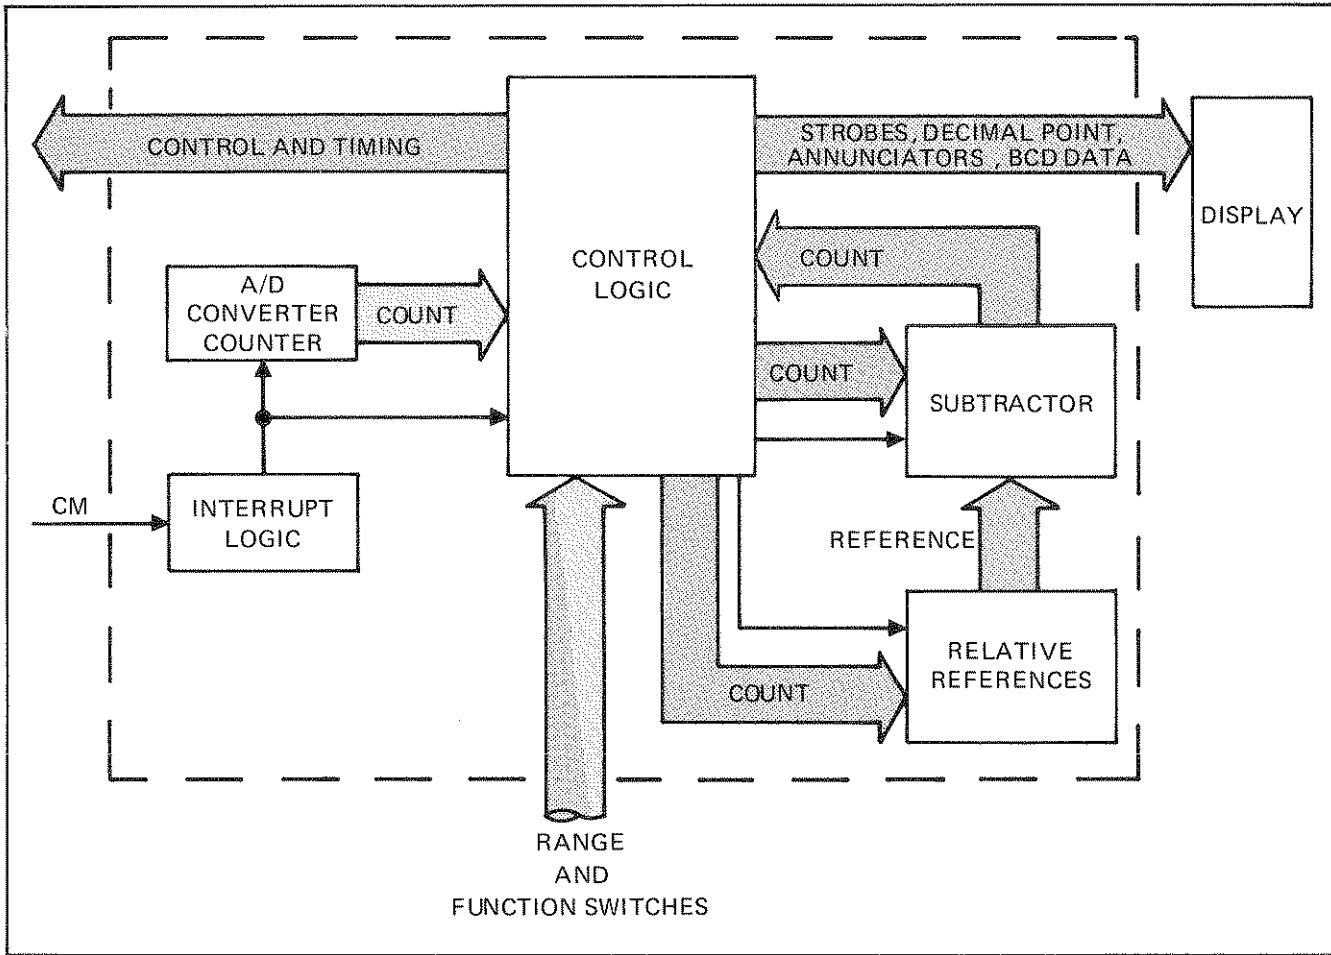 CONTROL AND TIMING
STROBES, DECIMAL POINT,
ANNUNCIATORS , BCD DATA
DISPLAY
CONTROL
LOGIC
COUNT
A/D
CONVERTER
COUNTER
COUNT
COUNT
SUBTRACTOR
CM
INTERRUPT
LOGIC
REFERENCE
RELATIVE
REFERENCES
COUNT
RANGE
AND
FUNCTION SWITCHES